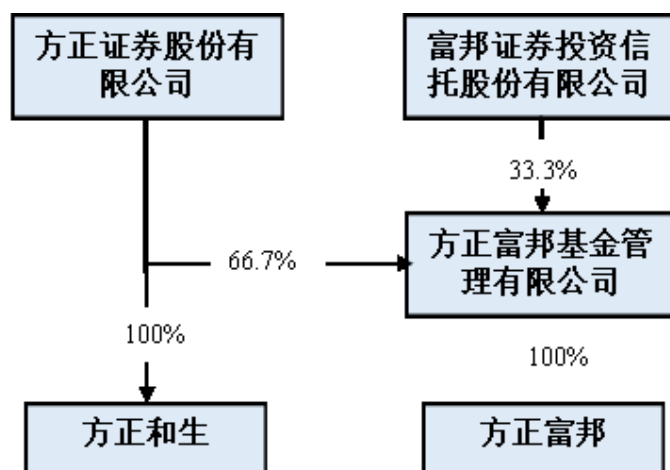 方正证券股份有
限公司
富邦证券投资信
托股份有限公司
33.3%
方正富邦基金管
理有限公司
66.7%
100%
100%
方正和生
方正富邦